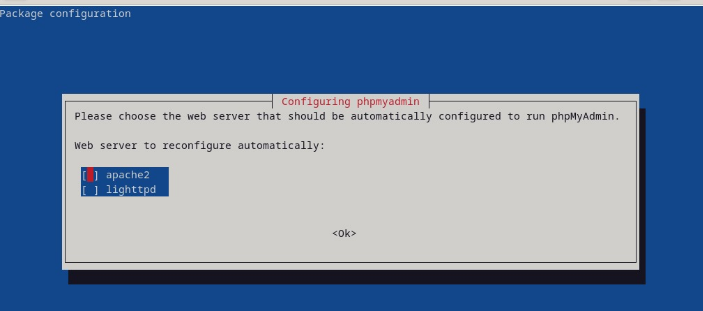 Package configuration
Configuring phpmyadmin
Please choose the web server that should be automatically configured to run phpMyAdmin.
Web server to reconfigure automatically:
[ ] apache2
[ ] lighttpd
<Ok>